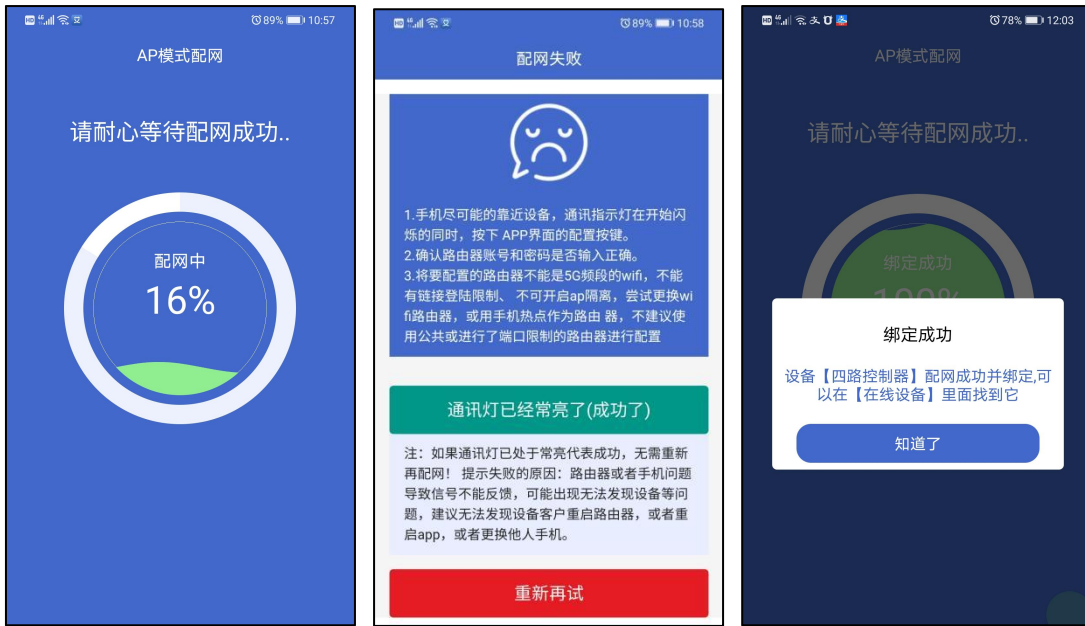 89% 10:57
AP模式配网
请耐心等待配网成功..
配网中
16%
89% 10:58
配网失败
1.手机尽可能的靠近设备，通讯指示灯在开始闪
烁的同时，按下 APP界面的配置按键。
2.确认路由器账号和密码是否输入正确。
3.将要配置的路由器不能是5G频段的wifi，不能
有链接登陆限制、 不可开启ap隔离，尝试更换wi
fi路由器，或用手机热点作为路由 器，不建议使
用公共或进行了端口限制的路由器进行配置
通讯灯已经常亮了(成功了)
注：如果通讯灯已处于常亮代表成功，无需重新
再配网！ 提示失败的原因：路由器或者手机问题
导致信号不能反馈，可能出现无法发现设备等问
题，建议无法发现设备客户重启路由器，或者重
启app，或者更换他人手机。
重新再试
78% 12:03
AP模式配网
请耐心等待配网成功..
绑定成功
绑定成功
设备【四路控制器】配网成功并绑定,可
以在【在线设备】里面找到它
知道了